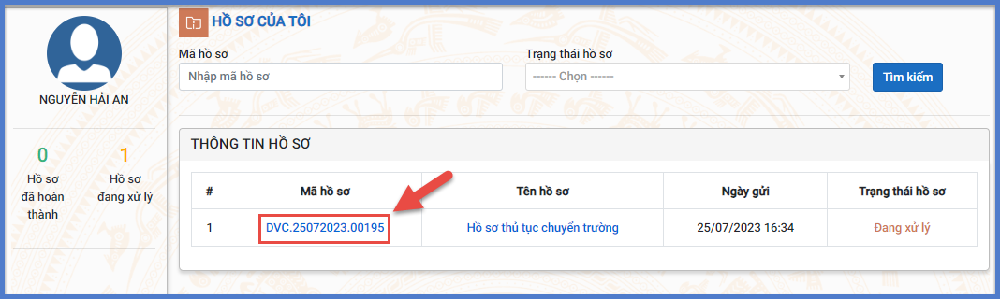 HỒ SƠ CỦA TÔI
Mã hồ sơ
Trạng thái hồ sơ
Nhập mã hồ sơ
------ Chọn ------
Tìm kiếm
NGUYỄN HẢI AN
0
Hồ sơ
đã hoàn
thành
1
Hồ sơ
đang xử lý
THÔNG TIN HỒ SƠ
# Mã hồ sơ Tên hồ sơ Ngày gửi Trạng thái hồ sơ
1 DVC.25072023.00195 Hồ sơ thủ tục chuyển trường 25/07/2023 16:34 Đang xử lý